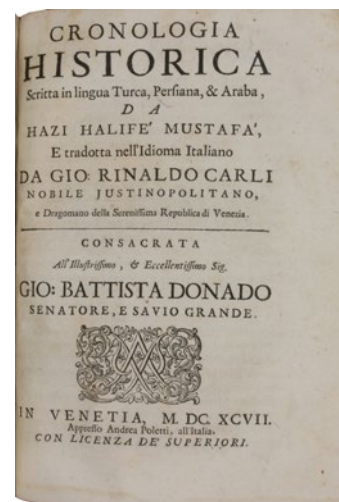 CRONOLOGIA
HISTORICA
Scritta in lingua Turca, Persiana, & Araba,
DA
HAZI HALIFE' MUSTAFA',
E tradotta nell'Idioma Italiano
DA GIO: RINALDO CARLI
NOBILE JUSTINOPOLITANO,
e Dragomano della Serenissima Republica di Venezia.
CONSACRATA
All'Illustrissimo, & Eccellentissimo Sig.
GIO: BATTISTA DONADO
SENATORE, E SAVIO GRANDE.
IN VENETIA, M. DC. XCVII.
Appresso Andrea Poletti, all'Italia.
CON LICENZA DE' SUPERIORI.